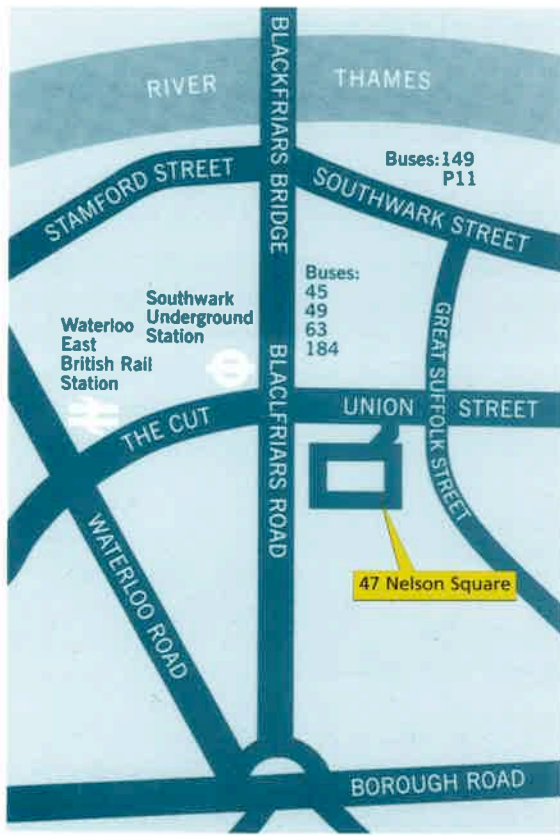 RIVER THAMES
BLACKFRIARS BRIDGE
STAMFORD STREET
SOUTHWARK STREET
Buses: 149
P11
Buses:
45
49
63
184
Southwark
Underground
Station
Waterloo
East
British Rail
Station
GREAT SUFFOLK STREET
THE CUT
BLACLFRIARS ROAD
UNION STREET
47 Nelson Square
WATERLOO ROAD
BOROUGH ROAD